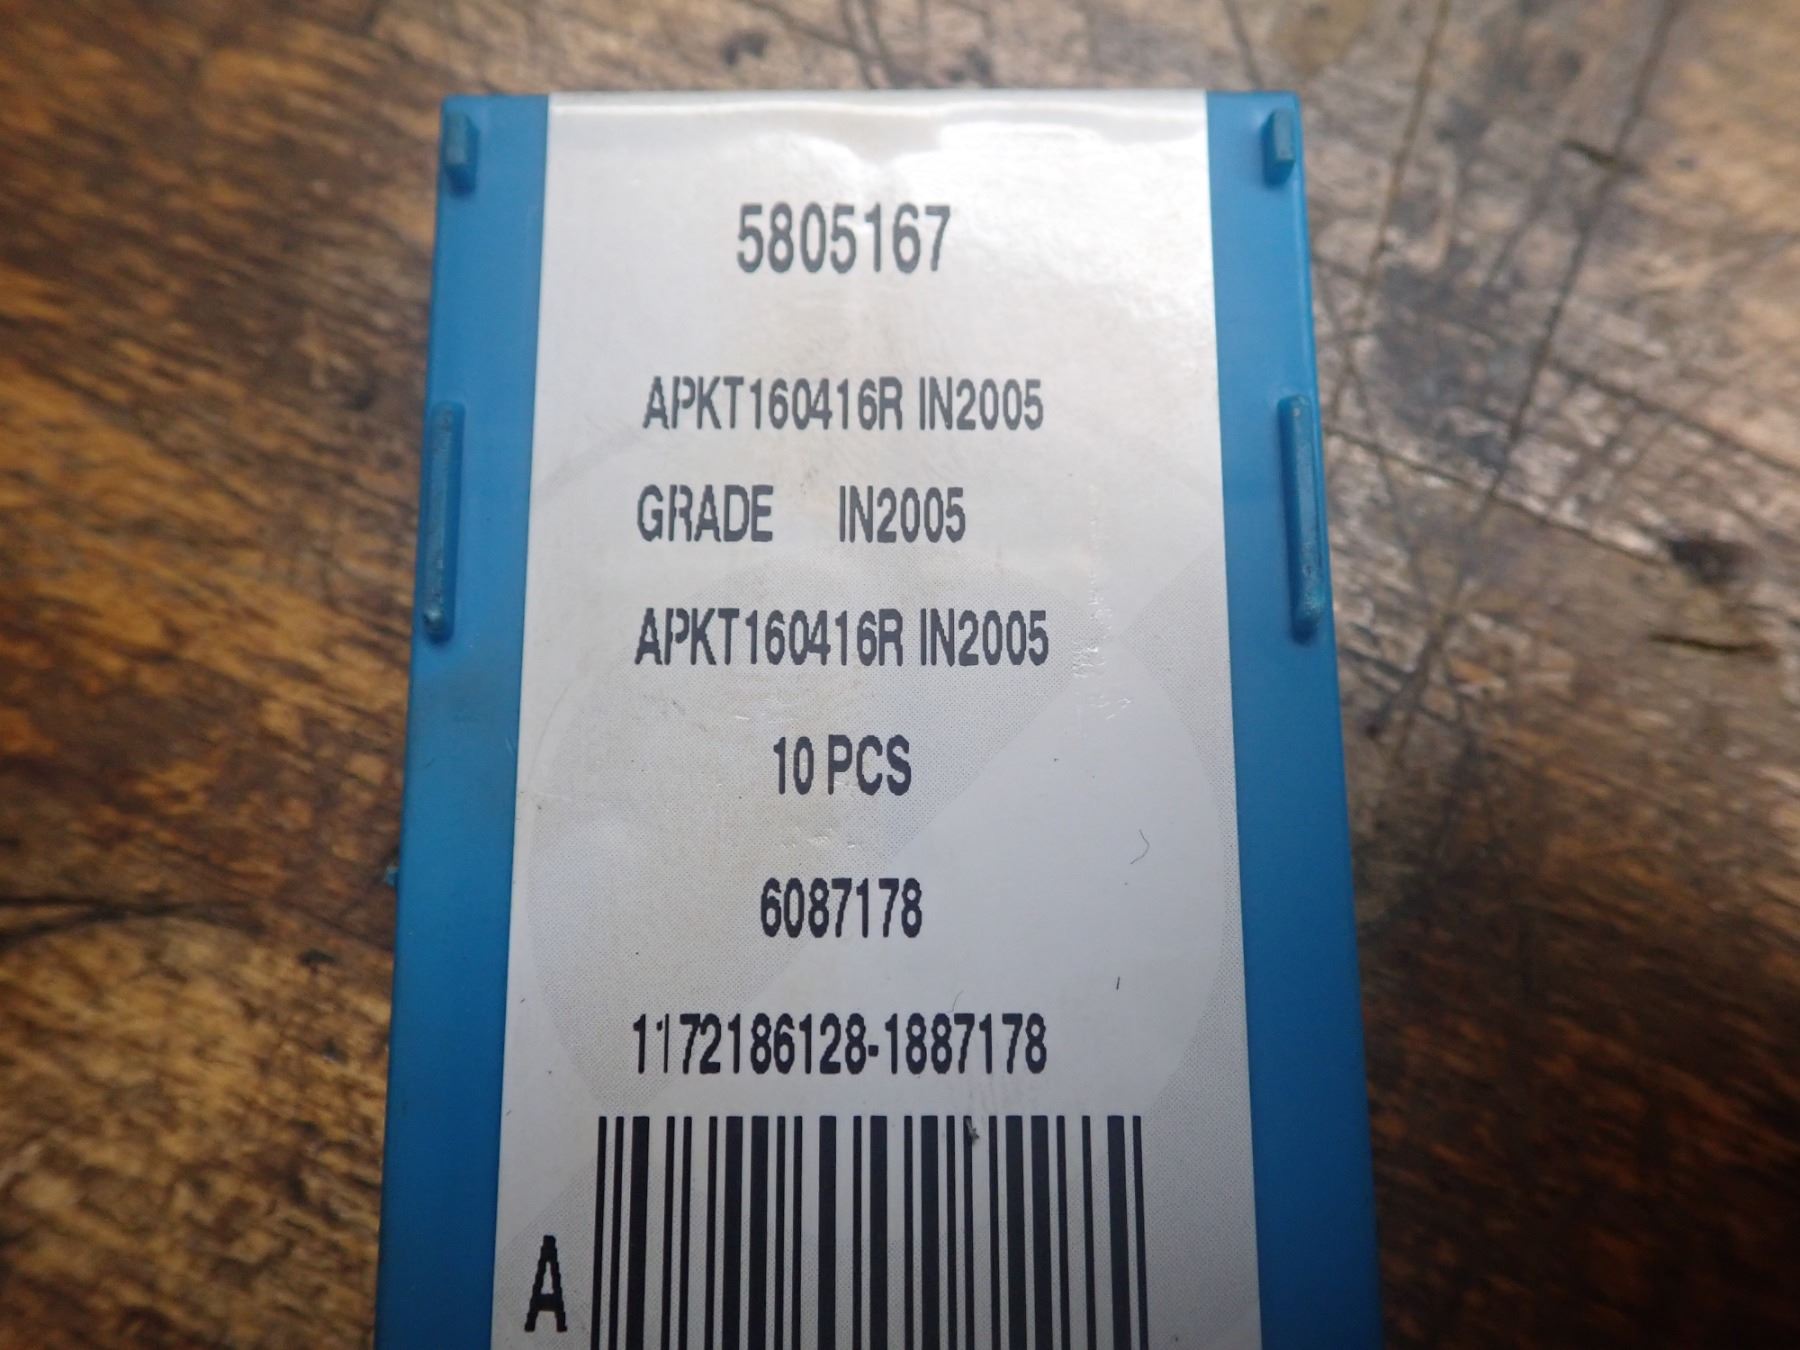 5805167
APKT160416R IN2005
GRADE IN2005
APKT160416R IN2005
10 PCS
6087178
1172186128-1887178
A